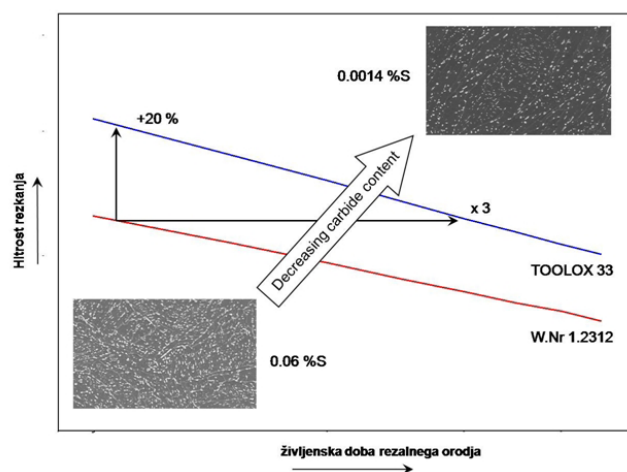 0.0014 %S
+20 %
Hitrost rezkanja
Decreasing carbide content
x 3
TOOLOX 33
W.Nr 1.2312
0.06 %S
življenska doba rezalnega orodja